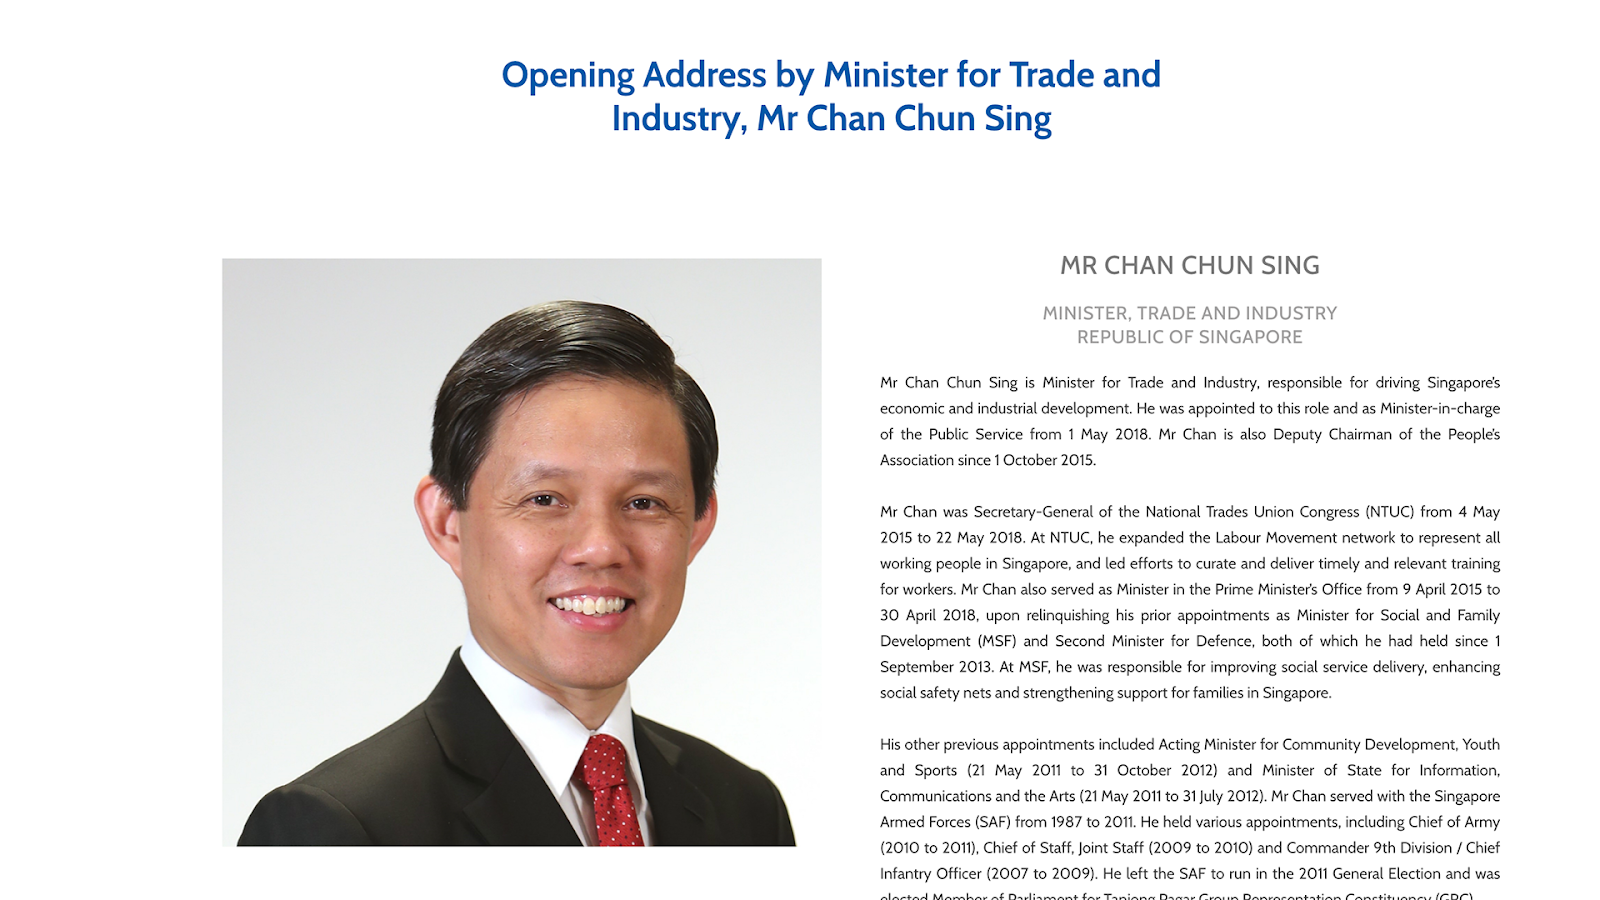 Opening Address by Minister for Trade and
Industry, Mr Chan Chun Sing
MR CHAN CHUN SING
MINISTER, TRADE AND INDUSTRY
REPUBLIC OF SINGAPORE
Mr Chan Chun Sing is Minister for Trade and Industry, responsible for driving Singapore's
economic and industrial development. He was appointed to this role and as Minister-in-charge
of the Public Service from 1 May 2018. Mr Chan is also Deputy Chairman of the People's
Association since 1 October 2015.
Mr Chan was Secretary-General of the National Trades Union Congress (NTUC) from 4 May
2015 to 22 May 2018. At NTUC, he expanded the Labour Movement network to represent all
working people in Singapore, and led efforts to curate and deliver timely and relevant training
for workers. Mr Chan also served as Minister in the Prime Minister's Office from 9 April 2015 to
30 April 2018, upon relinquishing his prior appointments as Minister for Social and Family
Development (MSF) and Second Minister for Defence, both of which he had held since 1
September 2013. At MSF, he was responsible for improving social service delivery, enhancing
social safety nets and strengthening support for families in Singapore.
His other previous appointments included Acting Minister for Community Development, Youth
and Sports (21 May 2011 to 31 October 2012) and Minister of State for Information,
Communications and the Arts (21 May 2011 to 31 July 2012). Mr Chan served with the Singapore
Armed Forces (SAF) from 1987 to 2011. He held various appointments, including Chief of Army
(2010 to 2011), Chief of Staff, Joint Staff (2009 to 2010) and Commander 9th Division / Chief
Infantry Officer (2007 to 2009). He left the SAF to run in the 2011 General Election and was
elected Member of Parliament for Tanjong Pagar Group Representation Constituency (GRC).